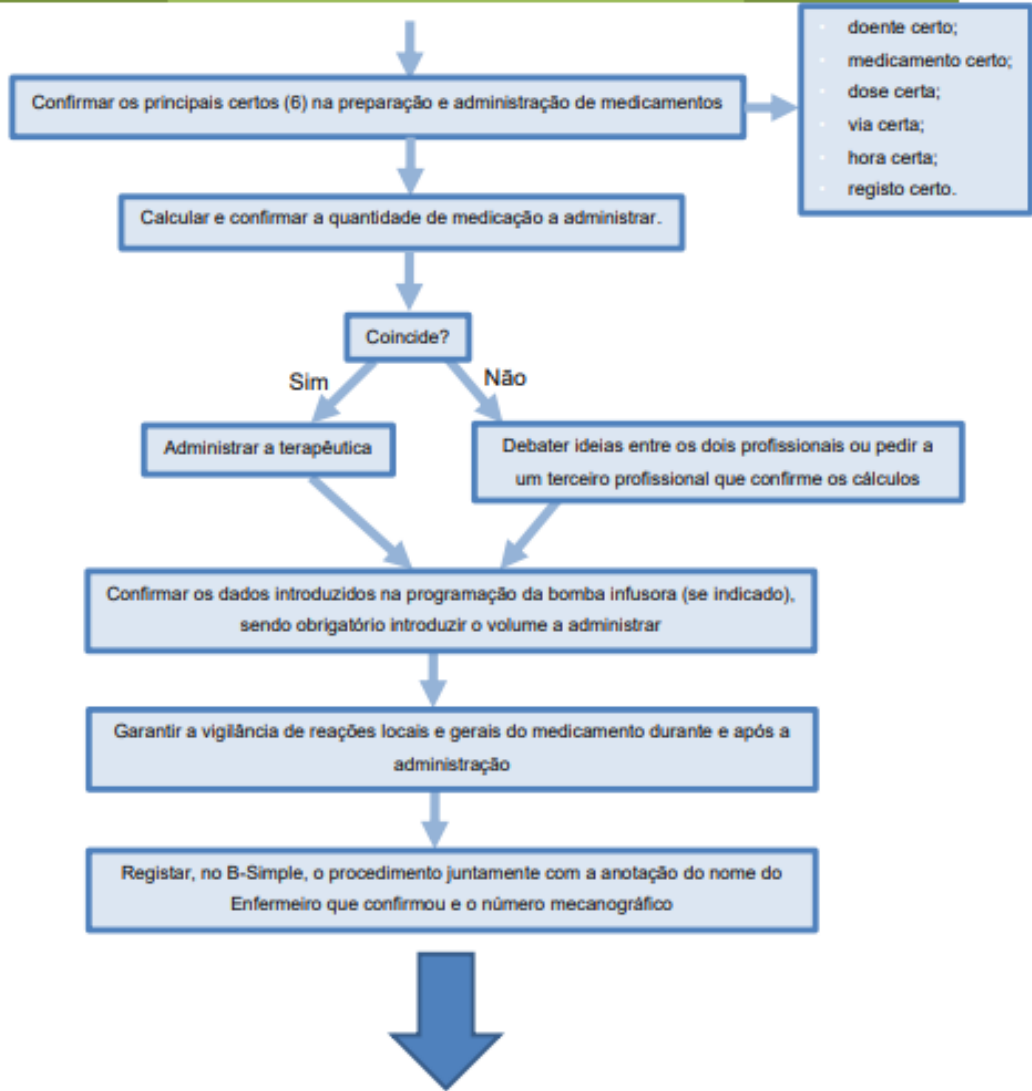 doente certo;
medicamento certo;
dose certa;
via certa;
hora certa;
registo certo.
Confirmar os principais certos (6) na preparação e administração de medicamentos
Calcular e confirmar a quantidade de medicação a administrar.
Coincide?
Sim
Não
Administrar a terapêutica
Debater ideias entre os dois profissionais ou pedir a
um terceiro profissional que confirme os cálculos
Confirmar os dados introduzidos na programação da bomba infusora (se indicado),
sendo obrigatório introduzir o volume a administrar
Garantir a vigilância de reações locais e gerais do medicamento durante e após a
administração
Registar, no B-Simple, o procedimento juntamente com a anotação do nome do
Enfermeiro que confirmou e o número mecanográfico